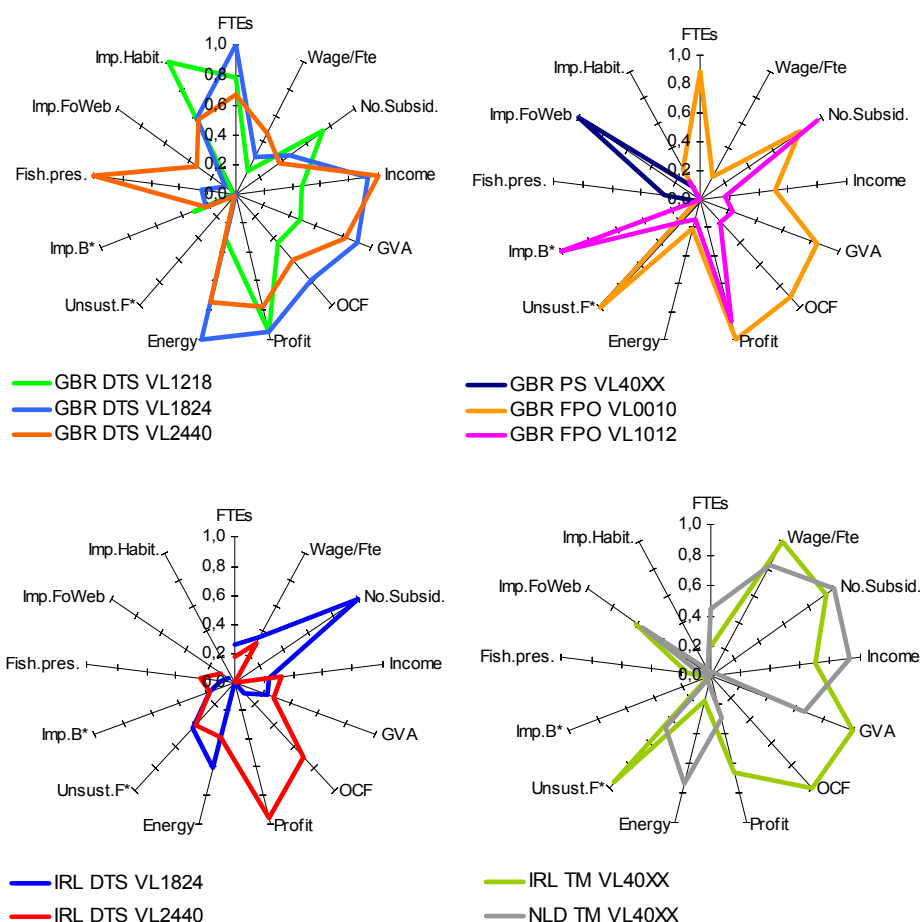 FTEs
1,0
0,8
0,6
0,4
0,2
0,0
Wage/Fte
No.Subsid.
Income
GVA
OCF
Profit
Energy
Unsust.F*
Imp.B*
Fish.pres.
Imp.FoWeb
Imp.Habit.
GBR DTS VL1218
GBR DTS VL1824
GBR DTS VL2440
FTEs
1,0
0,8
0,6
0,4
0,2
0,0
Wage/Fte
No.Subsid.
Income
GVA
OCF
Profit
Energy
Unsust.F*
Imp.B*
Fish.pres.
Imp.FoWeb
Imp.Habit.
GBR PS VL40XX
GBR FPO VL0010
GBR FPO VL1012
FTEs
1,0
0,8
0,6
0,4
0,2
0,0
Wage/Fte
No.Subsid.
Income
GVA
OCF
Profit
Energy
Unsust.F*
Imp.B*
Fish.pres.
Imp.FoWeb
Imp.Habit.
IRL DTS VL1824
IRL DTS VL2440
FTEs
1,0
0,8
0,6
0,4
0,2
0,0
Wage/Fte
No.Subsid.
Income
GVA
OCF
Profit
Energy
Unsust.F*
Imp.B*
Fish.pres.
Imp.FoWeb
Imp.Habit.
IRL TM VL40XX
NLD TM VL40XX